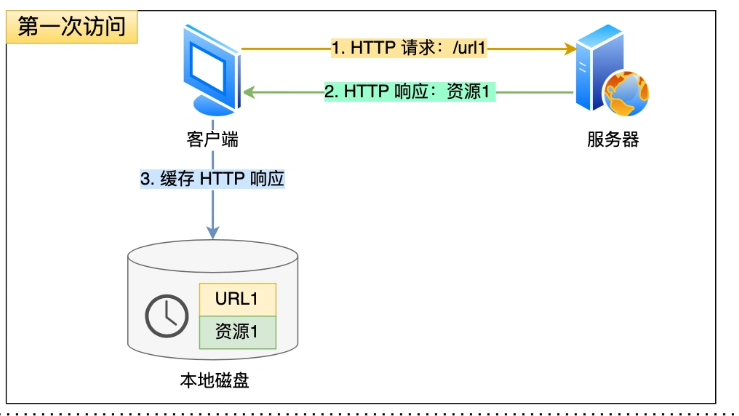 第一次访问
1. HTTP 请求：/url1
2. HTTP 响应：资源1
客户端
服务器
3. 缓存 HTTP 响应
URL1
资源1
本地磁盘